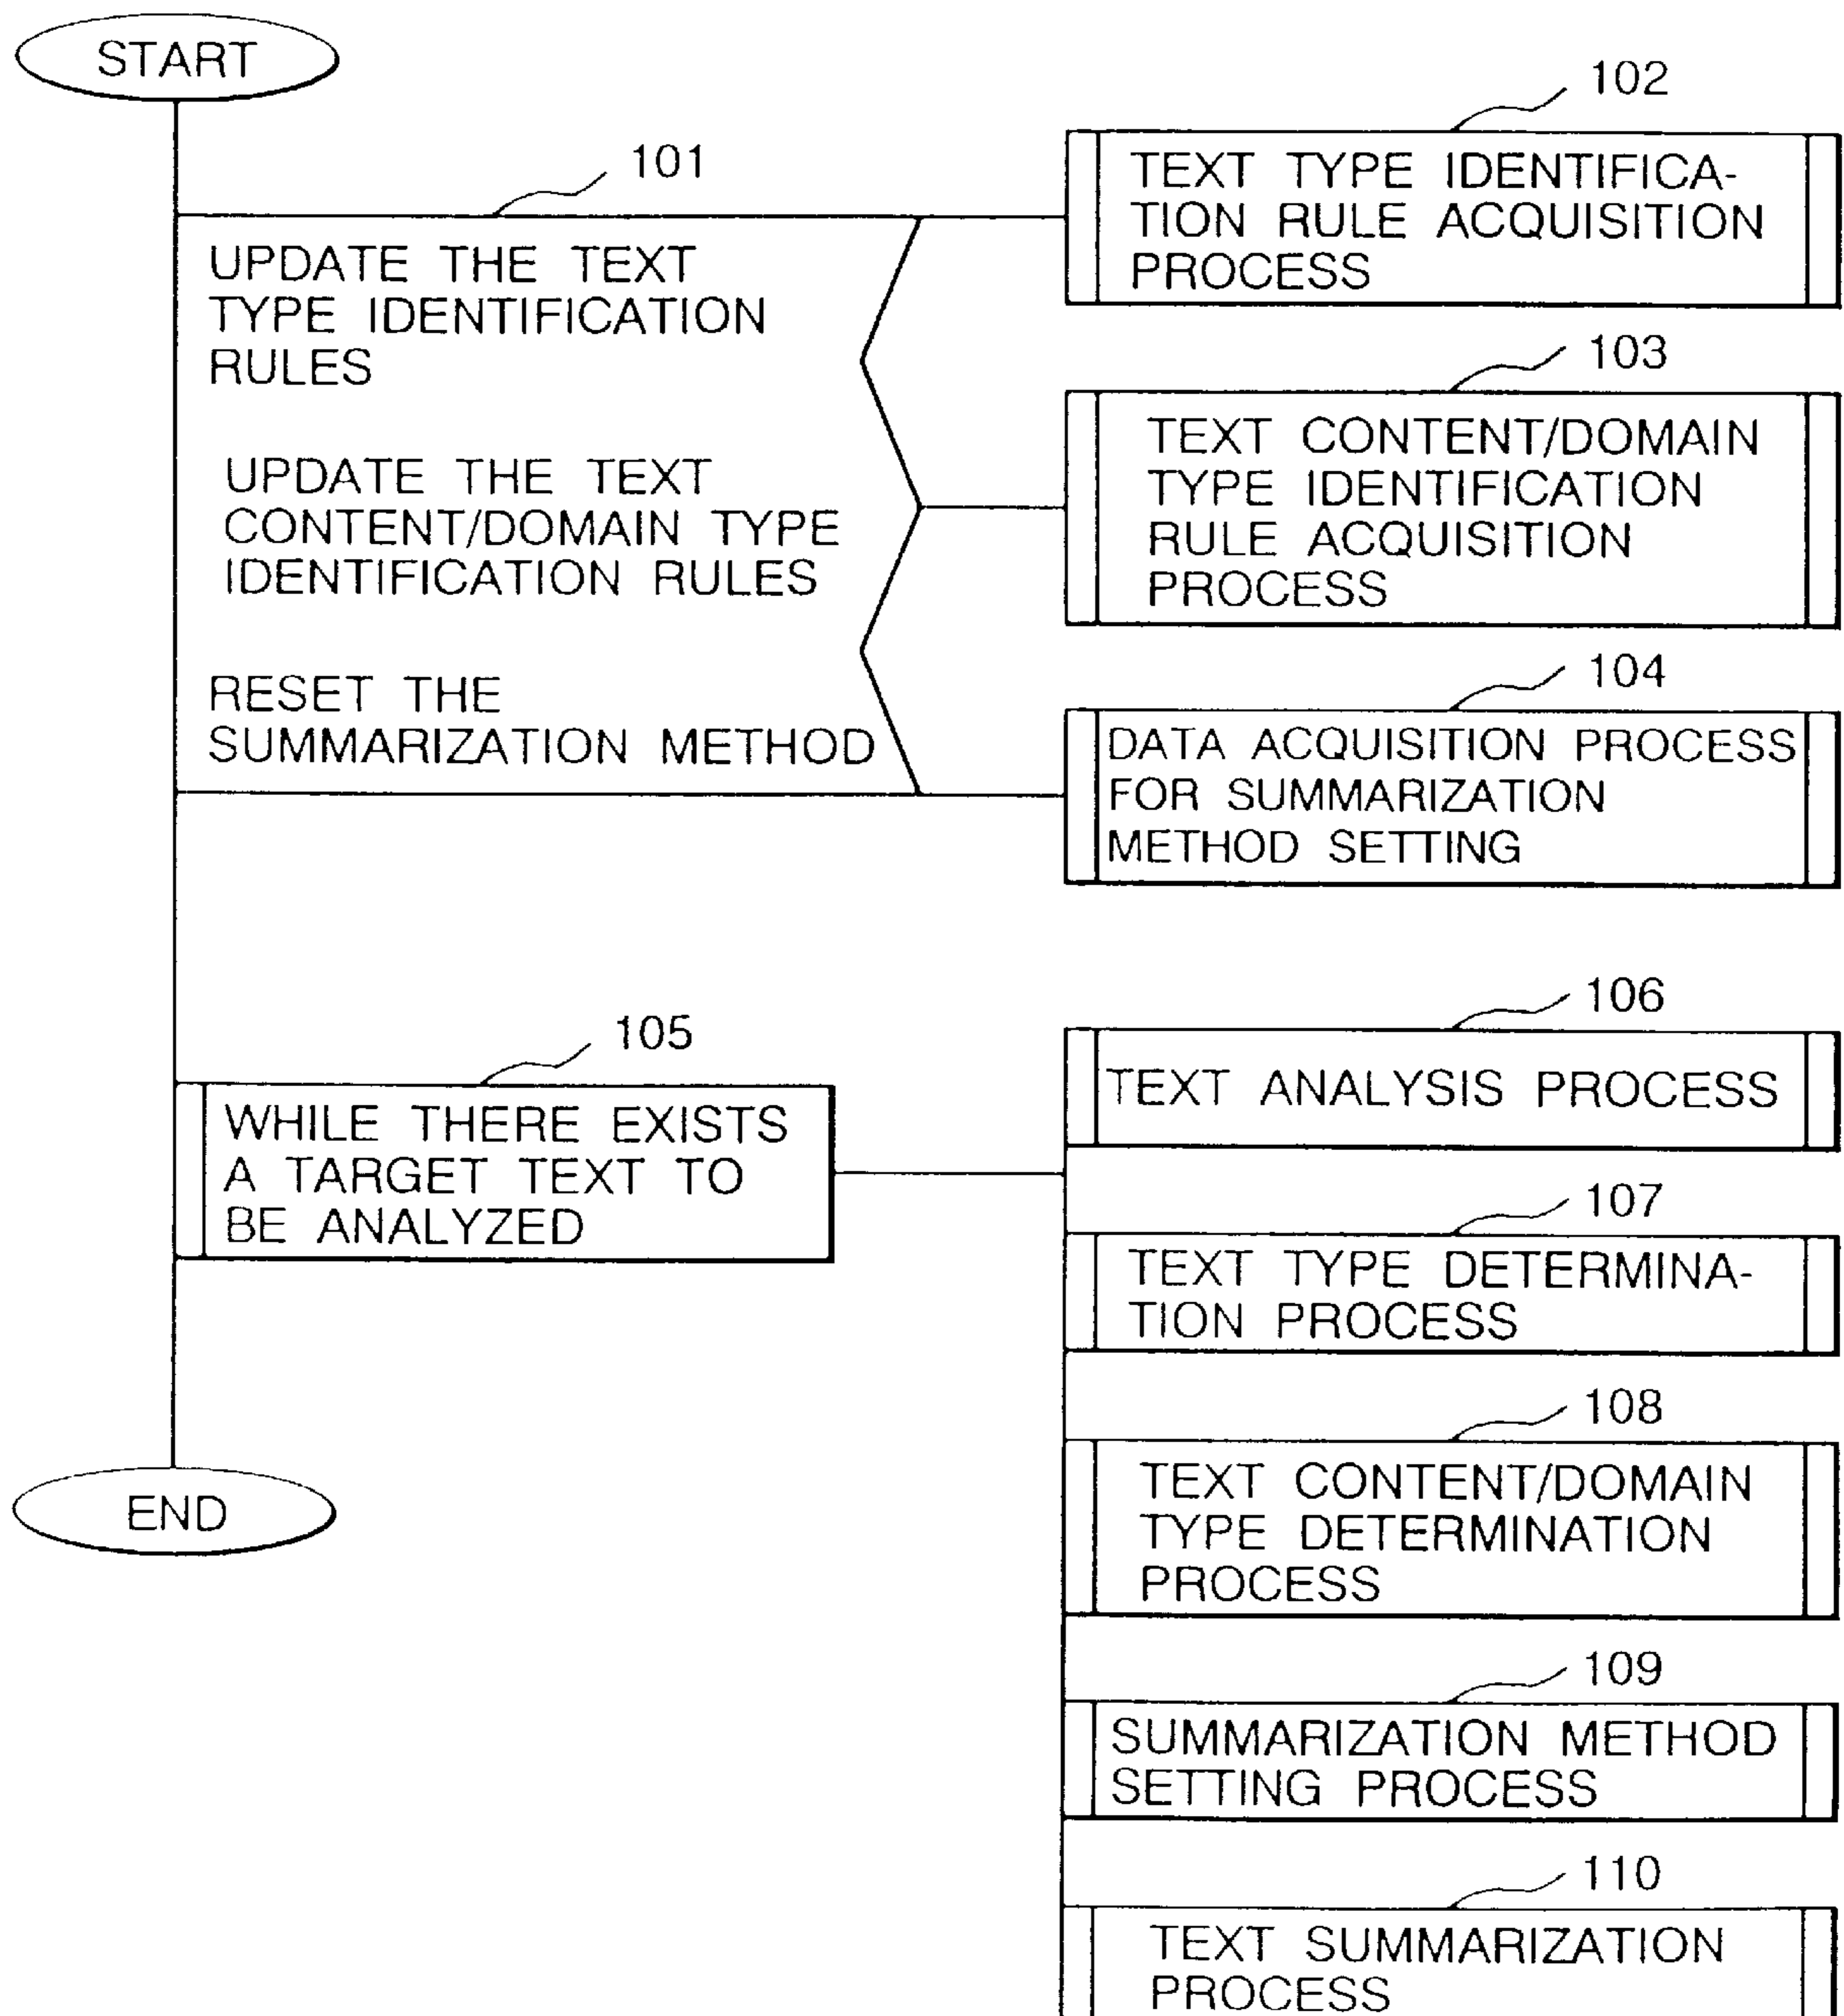 START
101
UPDATE THE TEXT
TYPE IDENTIFICATION
RULES
UPDATE THE TEXT
CONTENT/DOMAIN TYPE
IDENTIFICATION RULES
RESET THE
SUMMARIZATION METHOD
102
TEXT TYPE IDENTIFICA-
TION RULE ACQUISITION
PROCESS
103
TEXT CONTENT/DOMAIN
TYPE IDENTIFICATION
RULE ACQUISITION
PROCESS
104
DATA ACQUISITION PROCESS
FOR SUMMARIZATION
METHOD SETTING
105
WHILE THERE EXISTS
A TARGET TEXT TO
BE ANALYZED
106
TEXT ANALYSIS PROCESS
107
TEXT TYPE DETERMINA-
TION PROCESS
108
TEXT CONTENT/DOMAIN
TYPE DETERMINATION
PROCESS
109
SUMMARIZATION METHOD
SETTING PROCESS
110
TEXT SUMMARIZATION
PROCESS
END